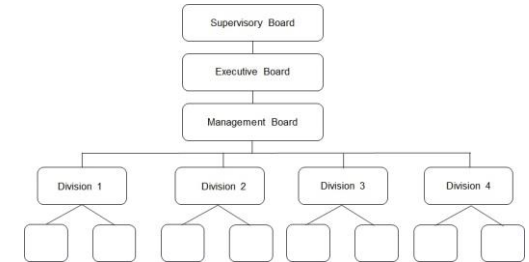 Supervisory Board
Executive Board
Management Board
Division 1
Division 2
Division 3
Division 4